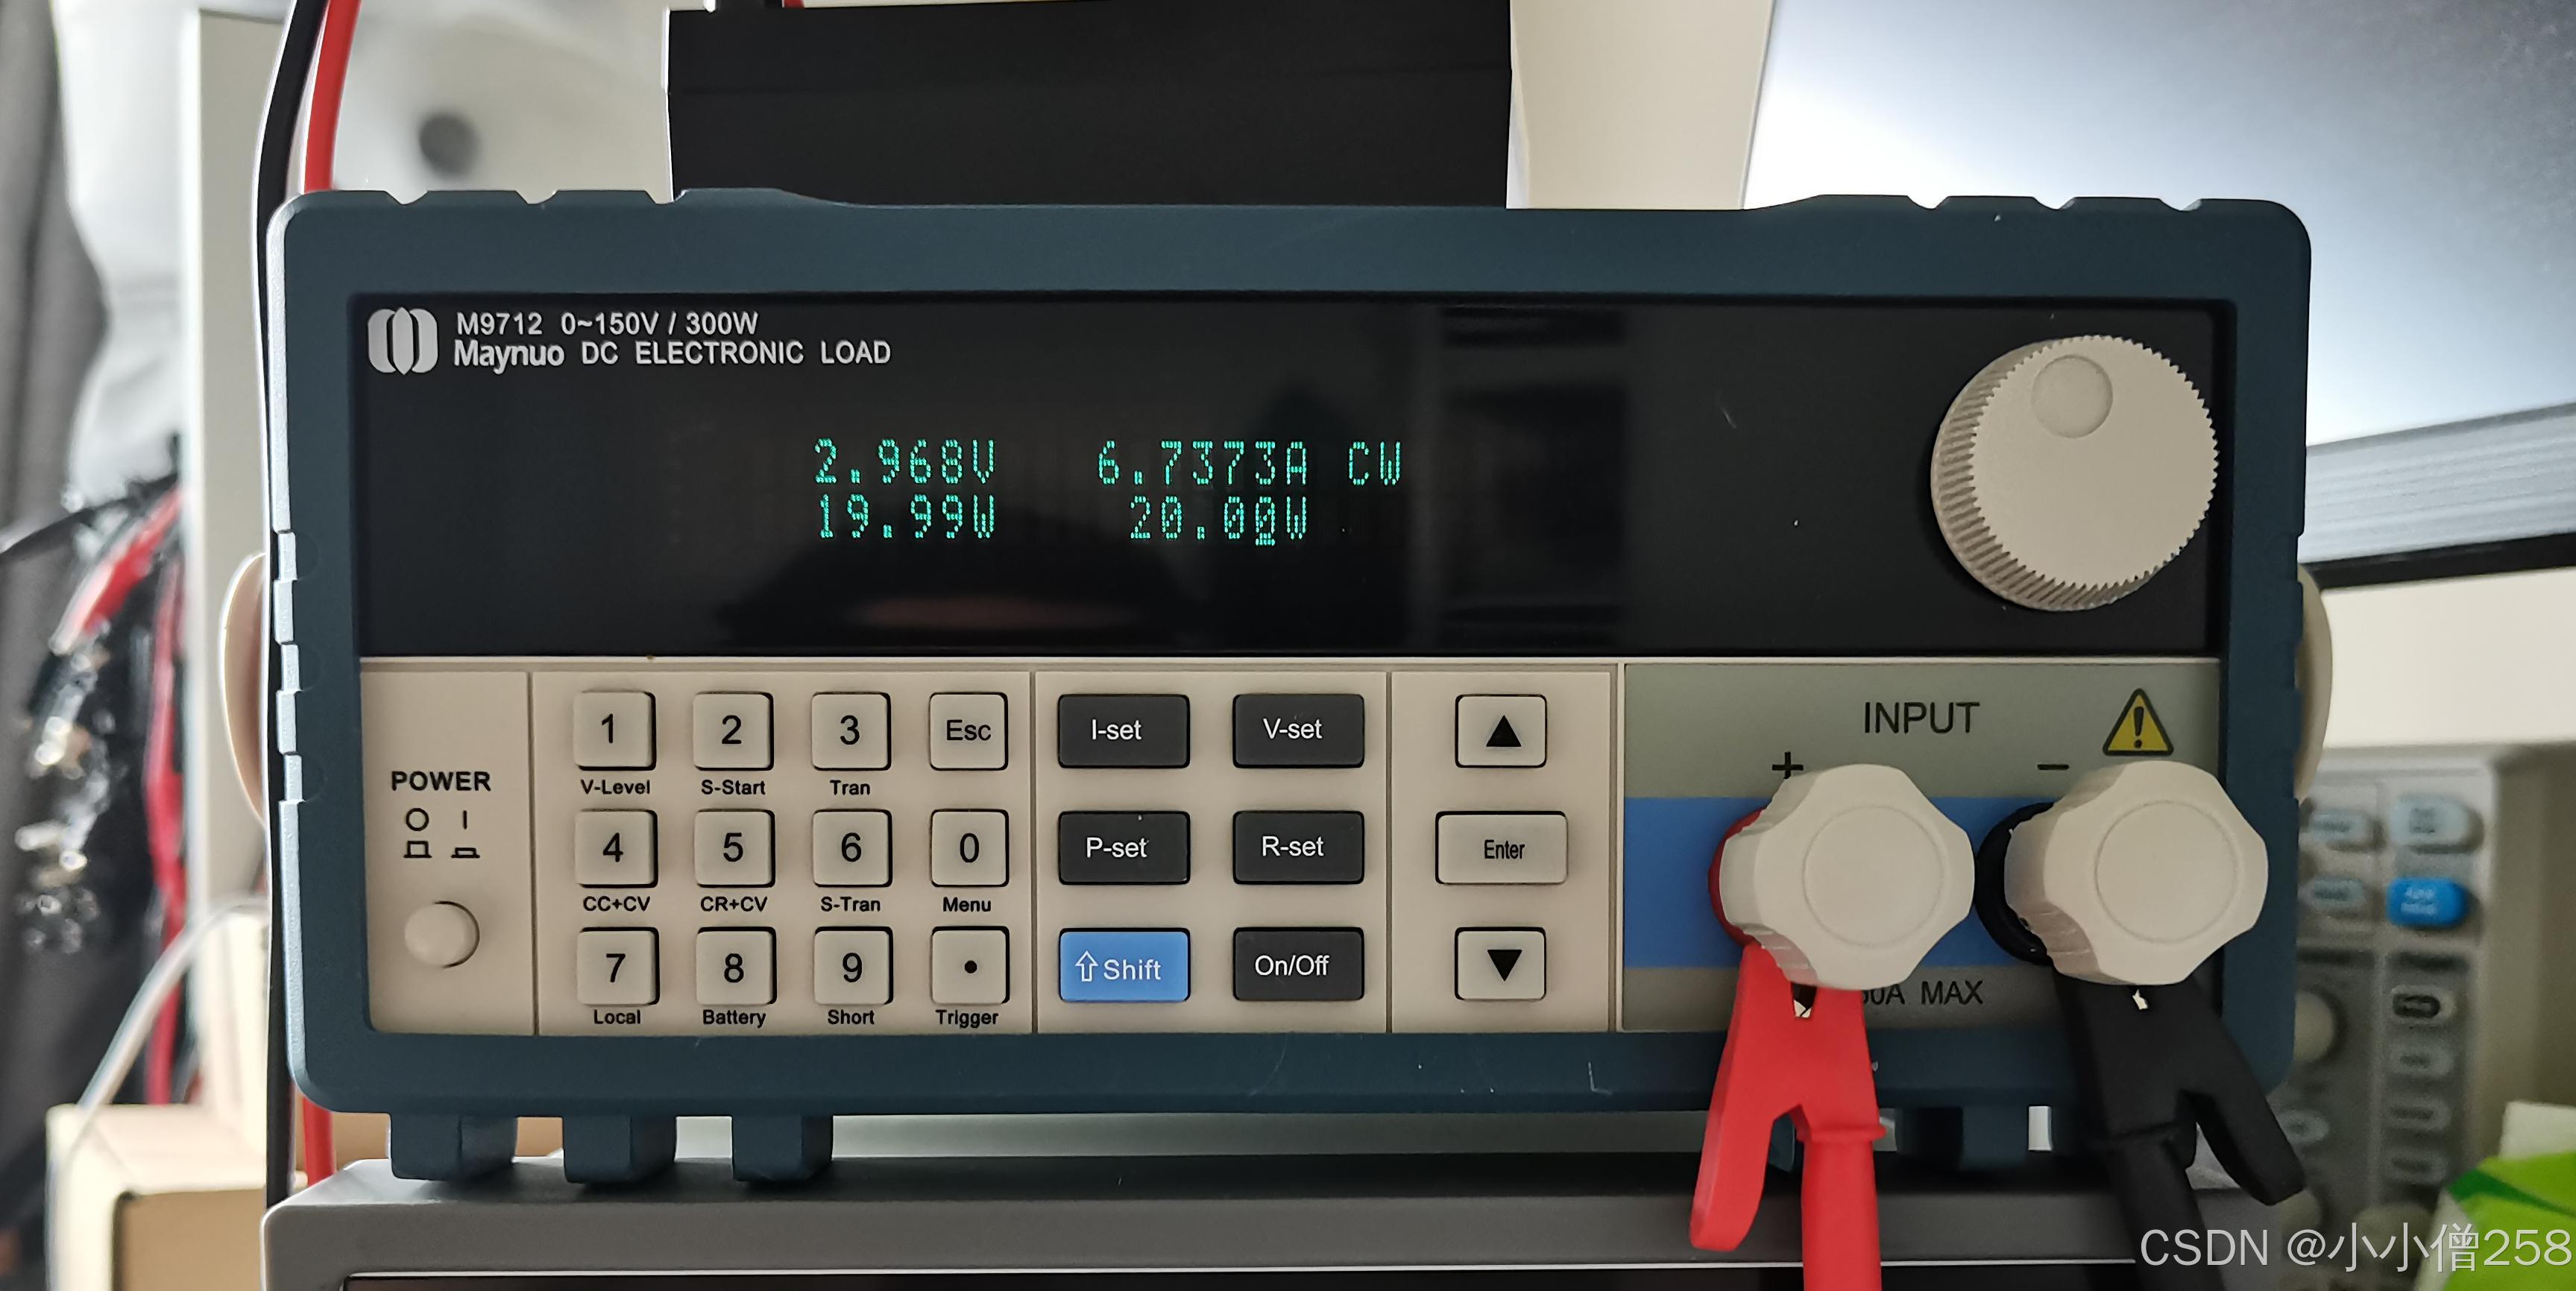 M9712 0~150V / 300W
Maynuo DC ELECTRONIC LOAD
2.968V 6.7373A CW
19.99W 20.00W
POWER
1 2 3 Esc
V-Level S-Start Tran
4 5 6 0
CC+CV CR+CV S-Tran Menu
7 8 9 •
Local Battery Short Trigger
I-set V-set
P-set R-set
⇧Shift On/Off
▲
Enter
▼
INPUT
+ −
0A MAX
CSDN @小小僧258